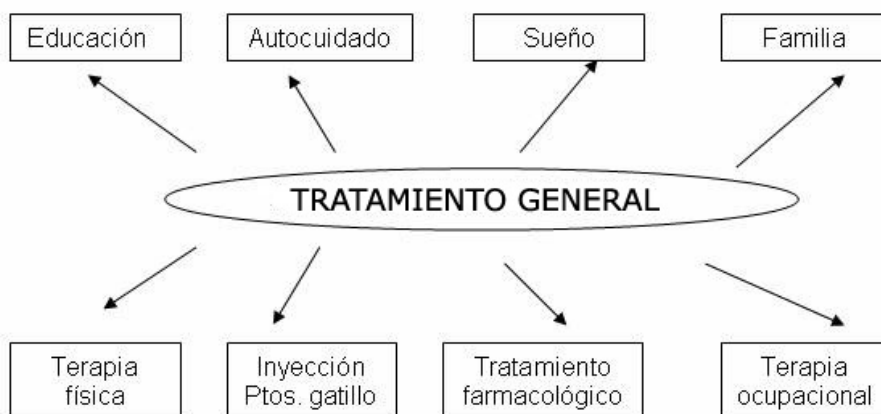 Educación
Autocuidado
Sueño
Familia
TRATAMIENTO GENERAL
Terapia
física
Inyección
Ptos. gatillo
Tratamiento
farmacológico
Terapia
ocupacional